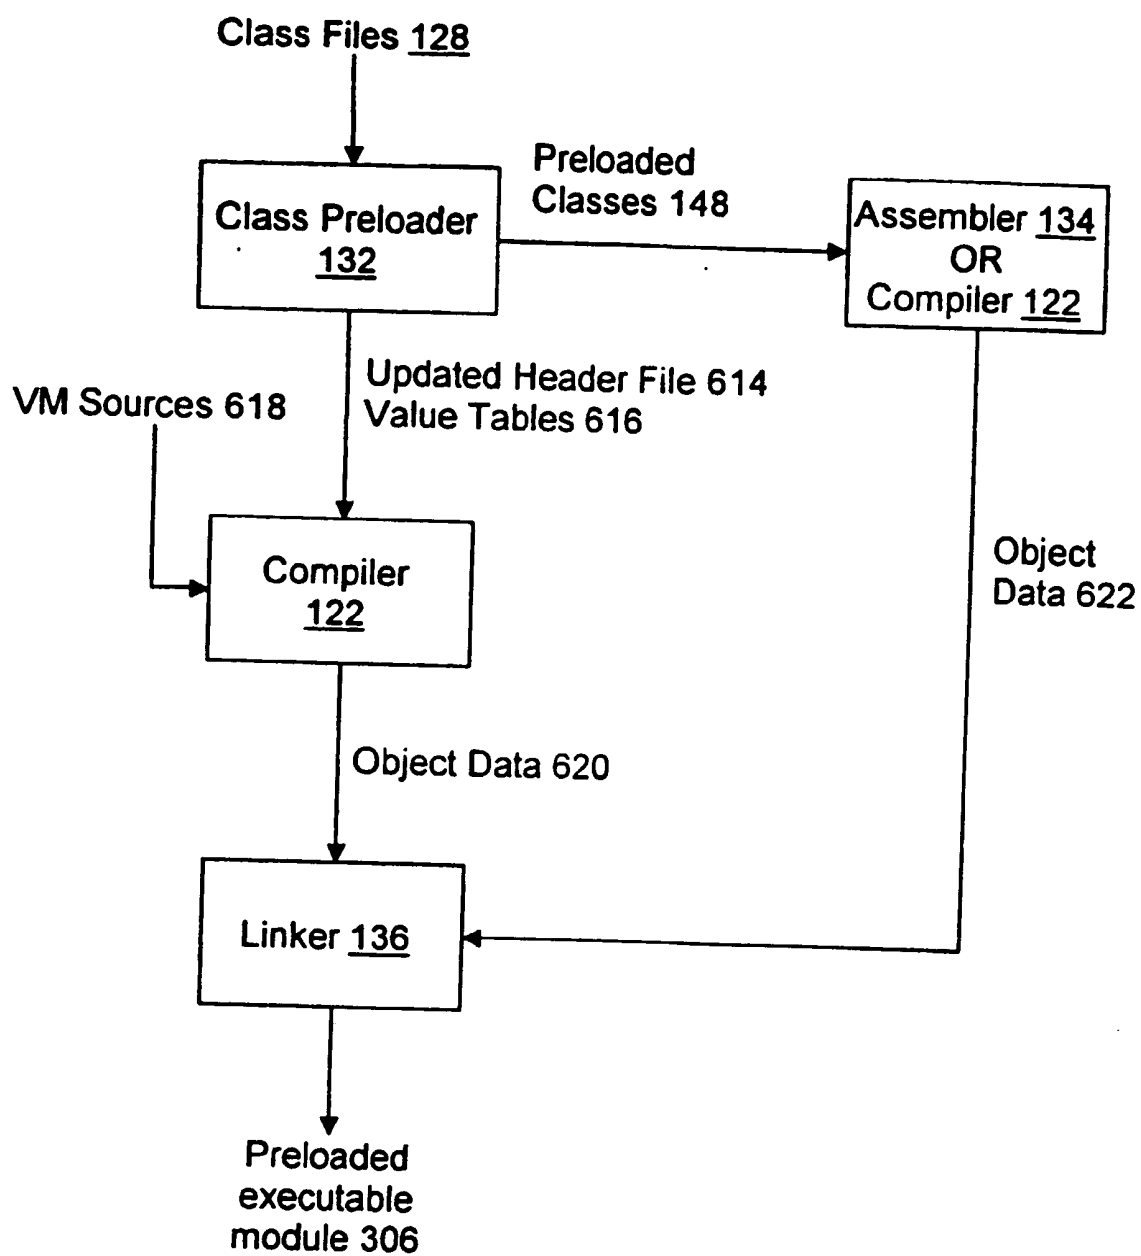 Class Files 128
Preloaded
Classes 148
Class Preloader
132
Assembler 134
OR
Compiler 122
Updated Header File 614
Value Tables 616
VM Sources 618
Compiler
122
Object
Data 622
Object Data 620
Linker 136
Preloaded
executable
module 306